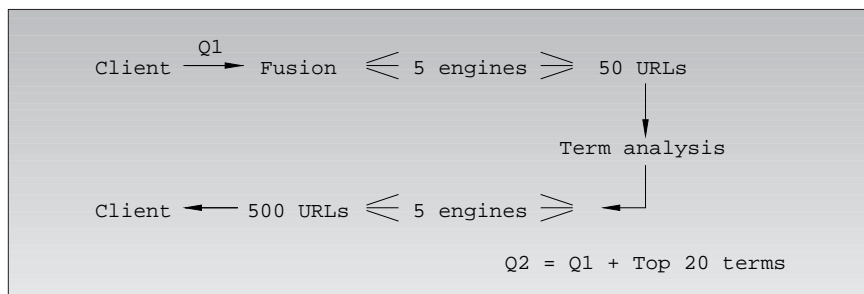 Q1
Client Fusion 5 engines 50 URLs
Term analysis
Client 500 URLs 5 engines
Q2 = Q1 + Top 20 terms